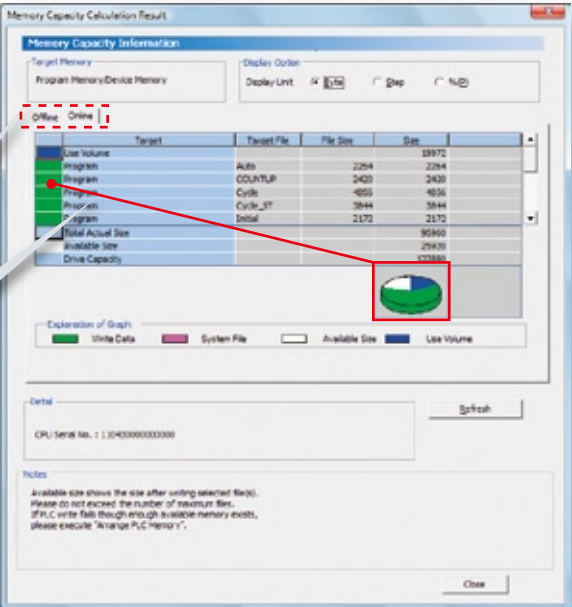 Memory Capacity Calculation Result
Memory Capacity Information
Target Memory
Program Memory/Device Memory
Display Option
Display Unit Byte Step %(P)
Offline Online
Target Target File File Size Size
Use Volume 19972
Program Auto 2264 2264
Program COUNTUP 2420 2420
Program Cycle 4056 4056
Program Cycle_ST 3844 3844
Program Initial 2172 2172
Total Actual Size 96960
Available Size 25920
Drive Capacity 122880
Explanation of Graph
Write Data System File Available Size Use Volume
Detail
Refresh
CPU Serial No. :
Notes
Available size shows the size after writing selected file(s).
Please do not exceed the number of maximum files.
If PLC write fails though enough available memory exists,
please execute "Arrange PLC Memory".
Close